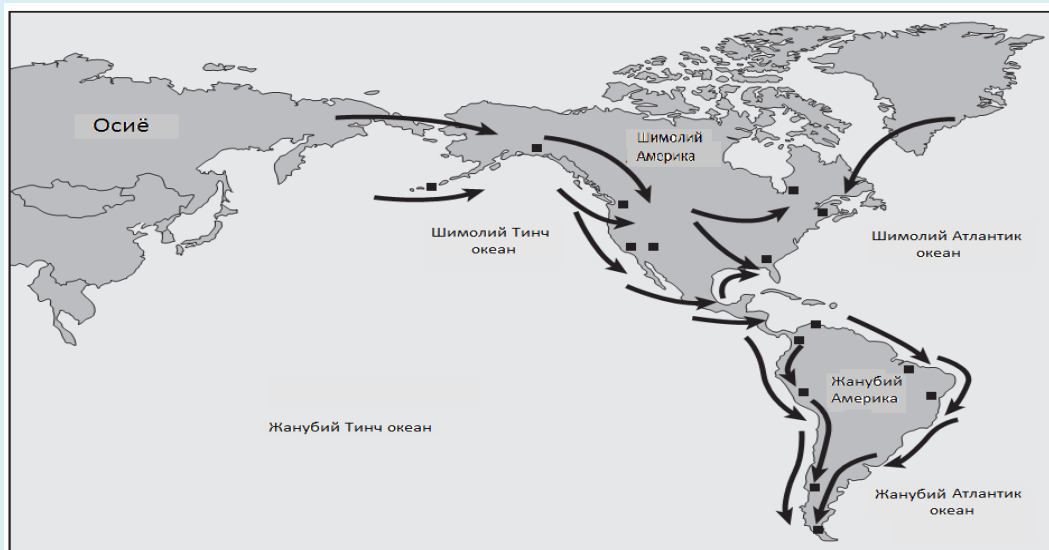 Осиё
Шимолий
Америка
Шимолий Тинч
океан
Шимолий Атлантик
океан
Жанубий
Америка
Жанубий Тинч океан
Жанубий Атлантик
океан